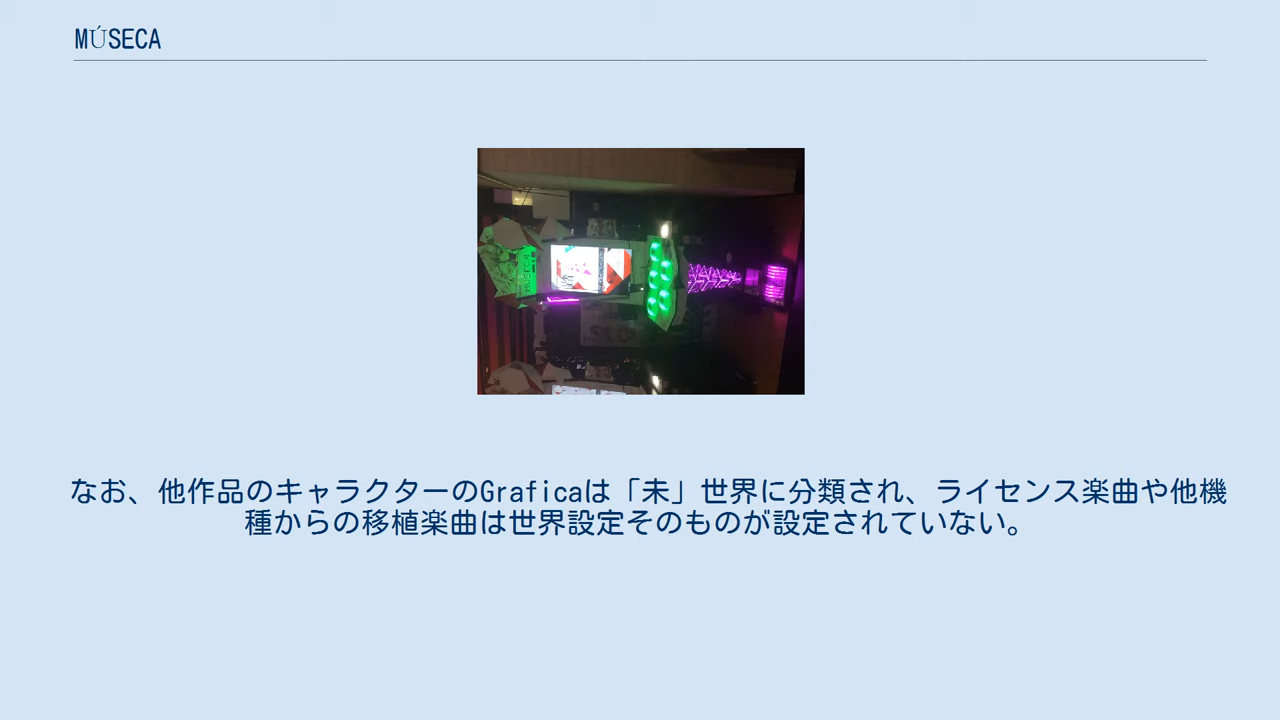 MÚSECA
MÚSECA
なお、他作品のキャラクターのGraficaは「未」世界に分類され、ライセンス楽曲や他機
種からの移植楽曲は世界設定そのものが設定されていない。